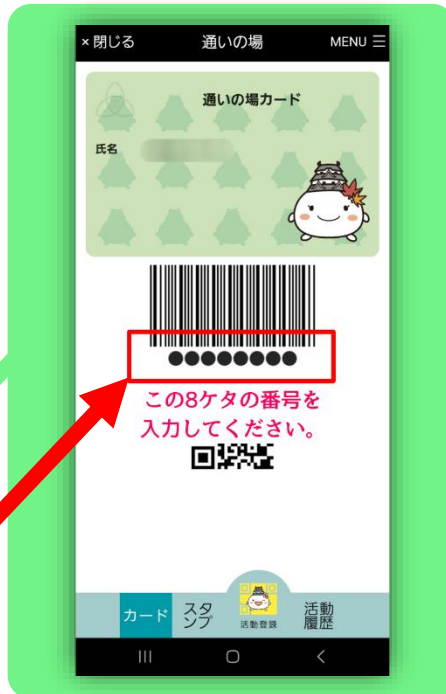 ×閉じる 通いの場 MENU ☰
通いの場カード
氏名
●●●●●●●●
この8ケタの番号を
入力してください。
カード スタンプ 活動登録 活動履歴